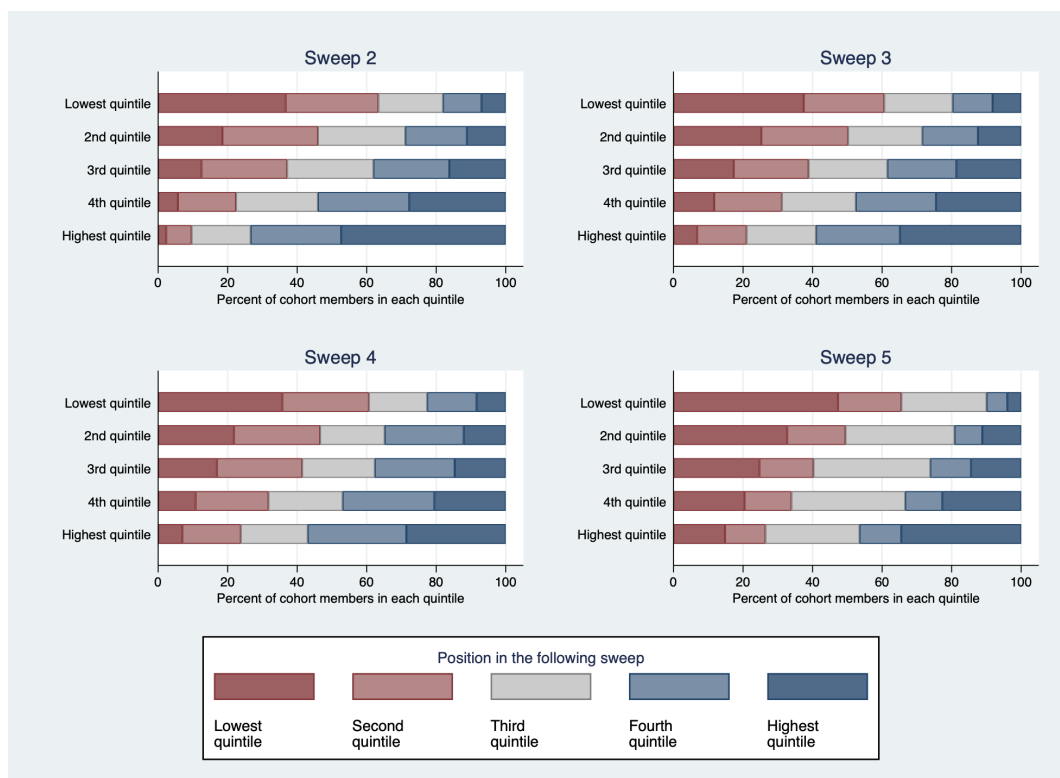 Sweep 2
Lowest quintile
2nd quintile
3rd quintile
4th quintile
Highest quintile
0 20 40 60 80 100
Percent of cohort members in each quintile
Sweep 3
Lowest quintile
2nd quintile
3rd quintile
4th quintile
Highest quintile
0 20 40 60 80 100
Percent of cohort members in each quintile
Sweep 4
Lowest quintile
2nd quintile
3rd quintile
4th quintile
Highest quintile
0 20 40 60 80 100
Percent of cohort members in each quintile
Sweep 5
Lowest quintile
2nd quintile
3rd quintile
4th quintile
Highest quintile
0 20 40 60 80 100
Percent of cohort members in each quintile
Position in the following sweep
Lowest
quintile
Second
quintile
Third
quintile
Fourth
quintile
Highest
quintile